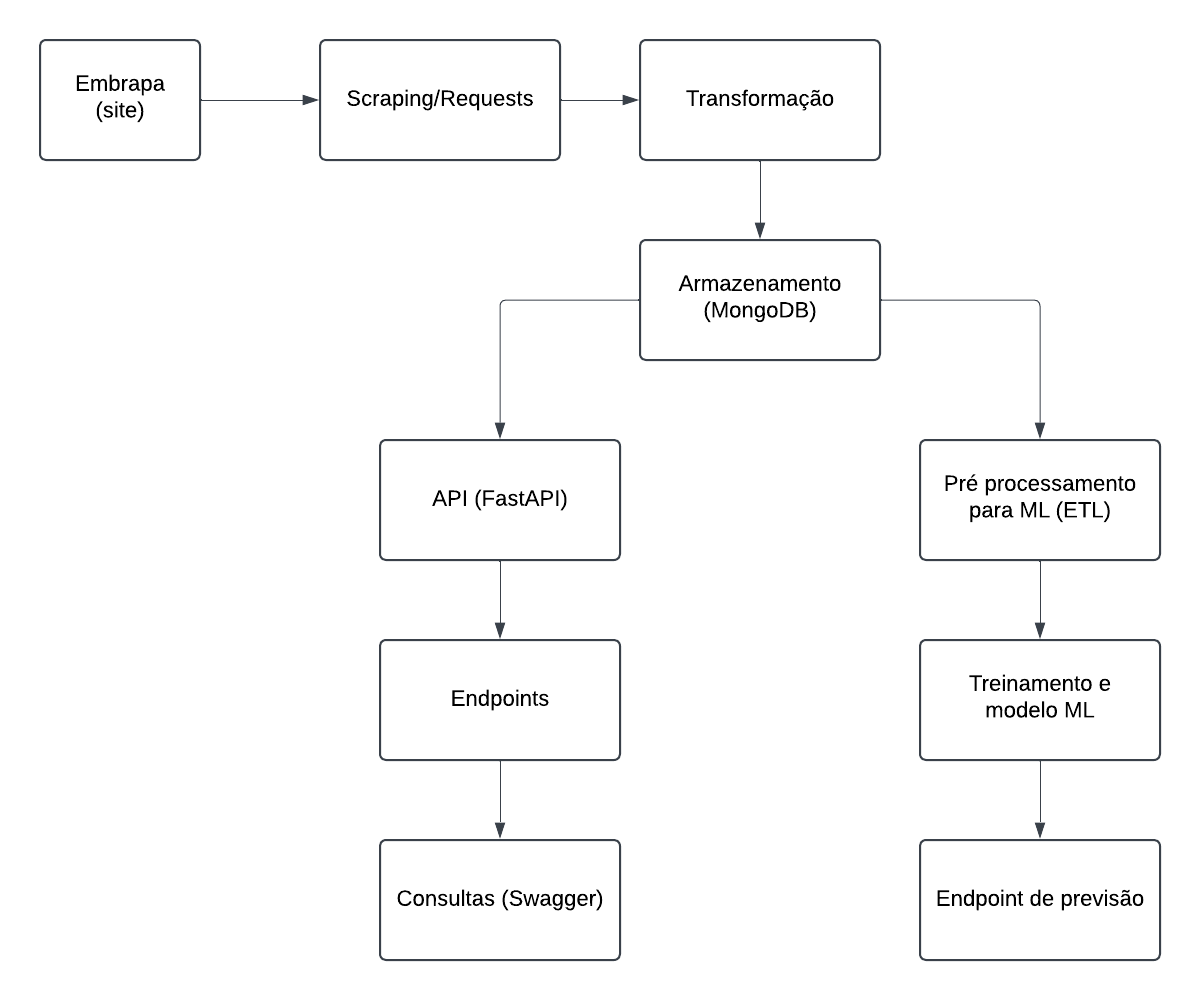 Embrapa
(site)
Scraping/Requests
Transformação
Armazenamento
(MongoDB)
API (FastAPI)
Pré processamento
para ML (ETL)
Endpoints
Treinamento e
modelo ML
Consultas (Swagger)
Endpoint de previsão